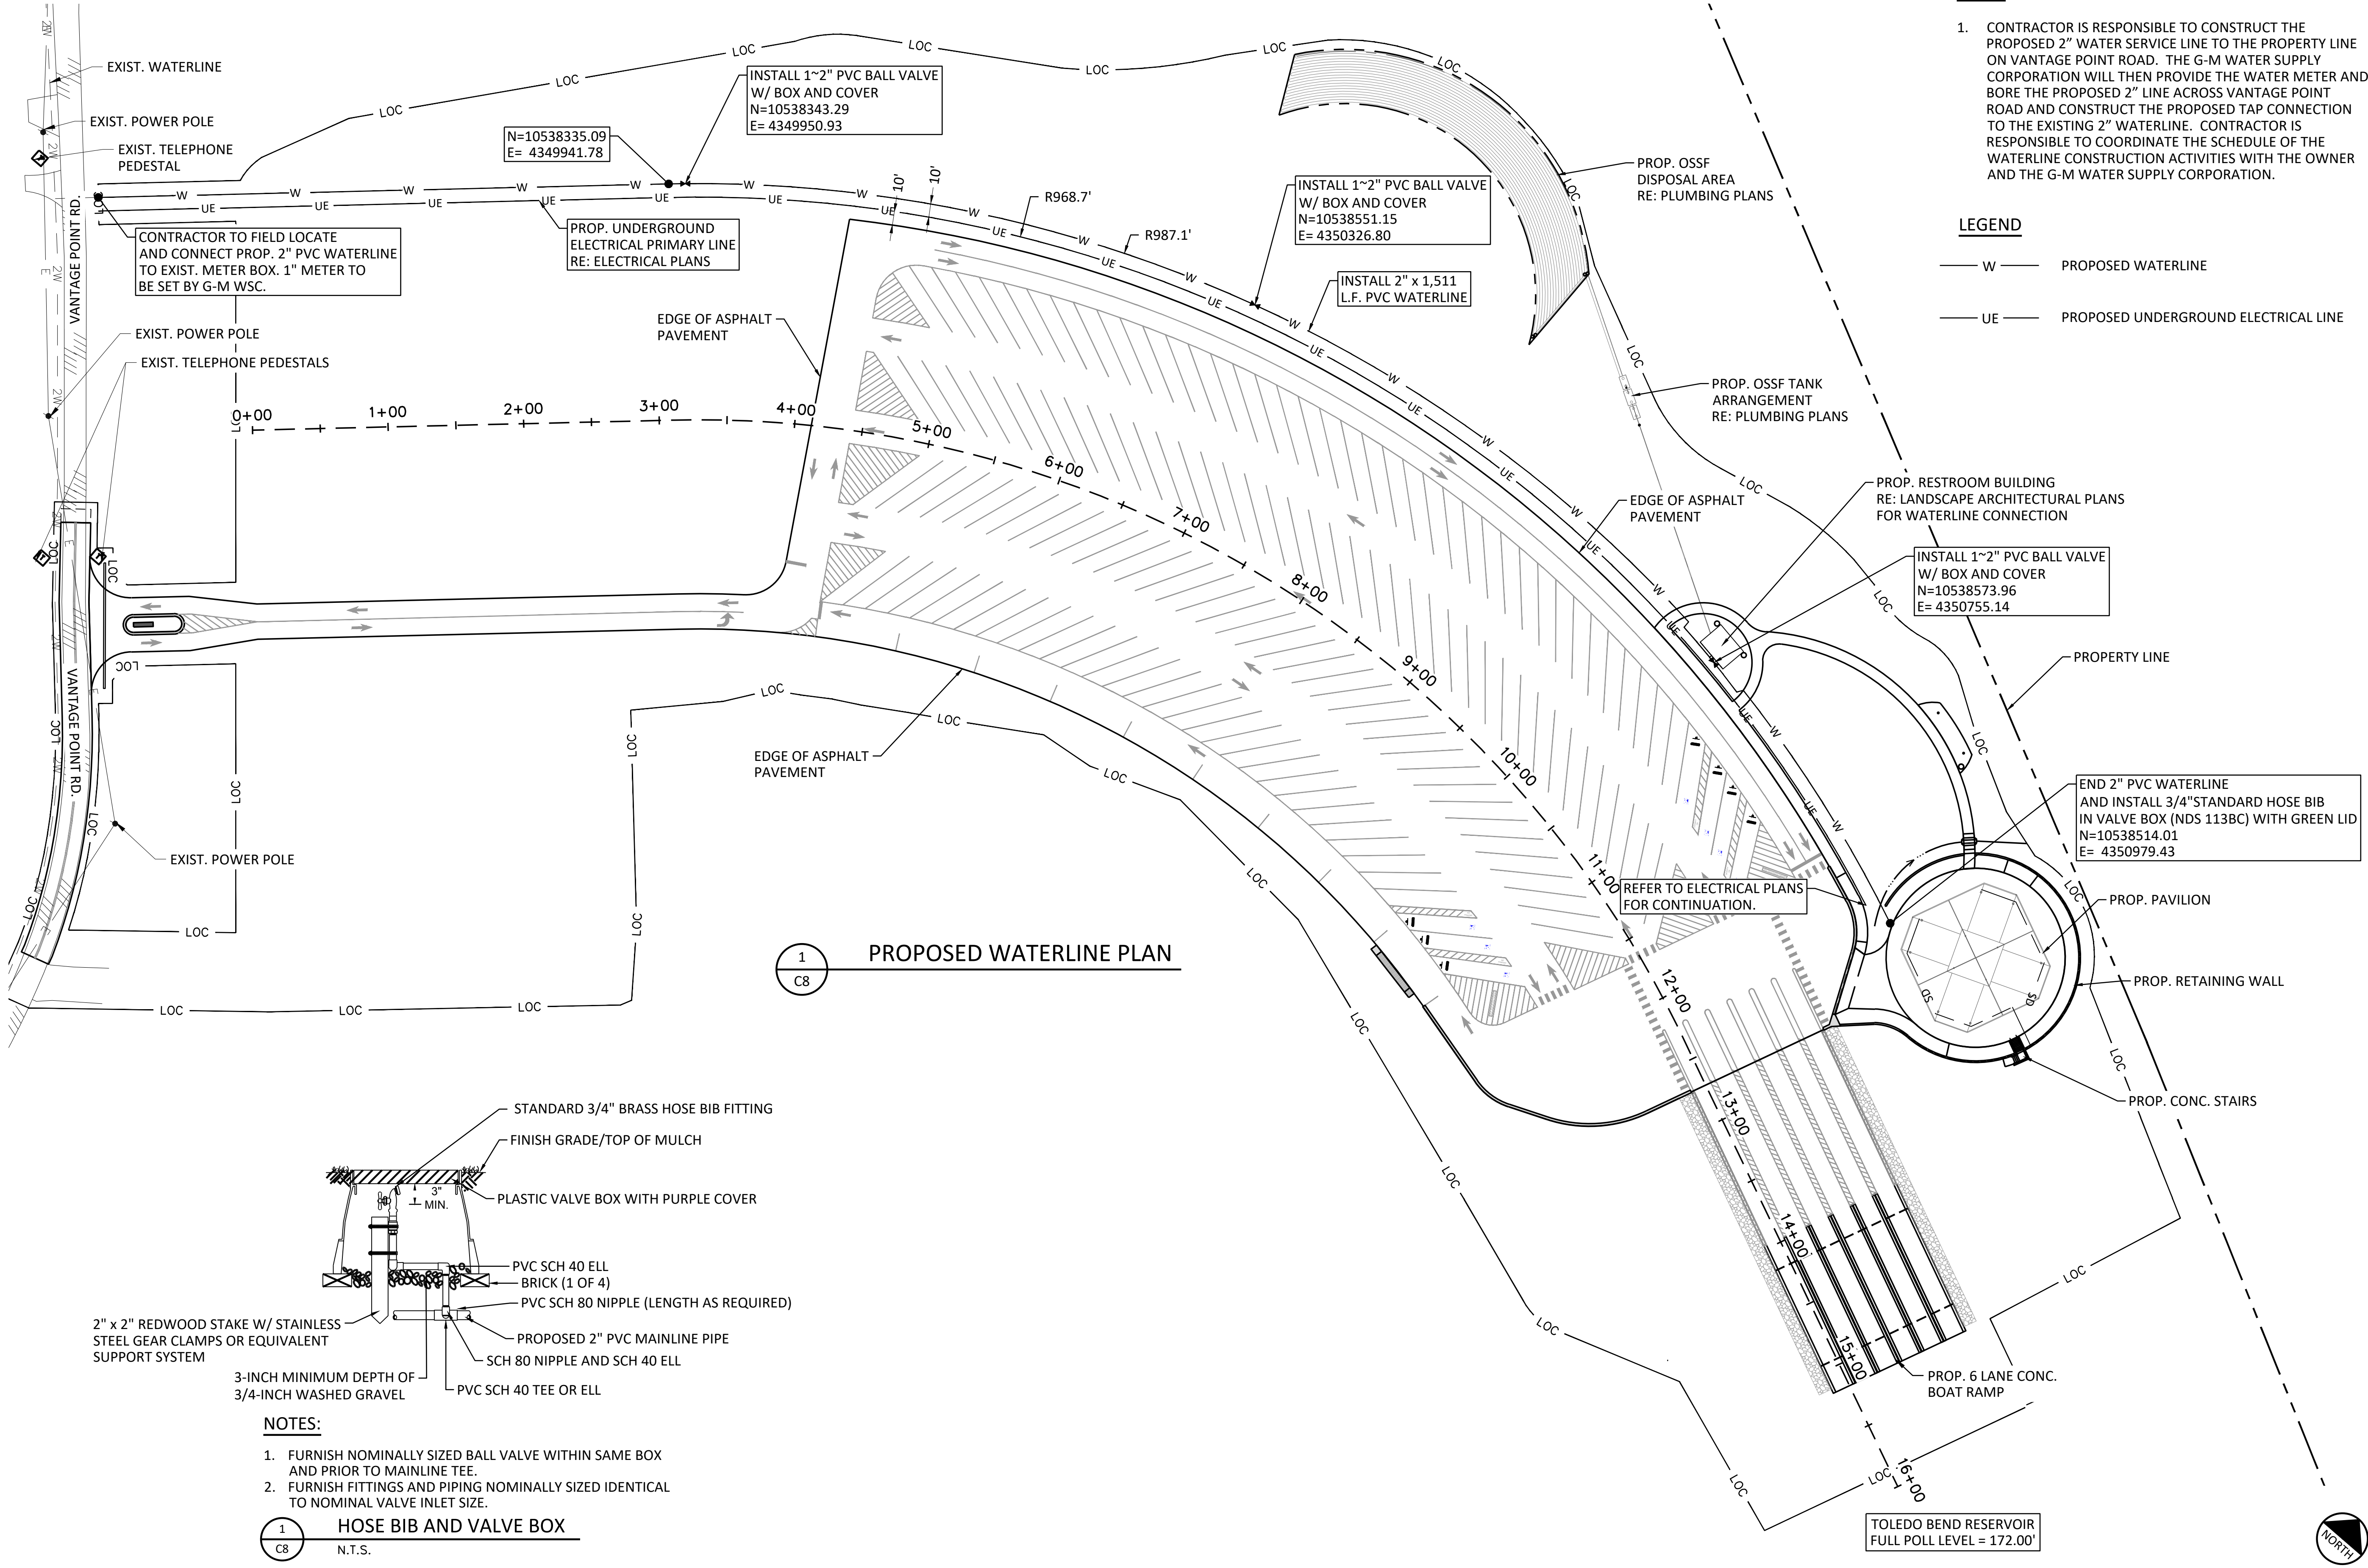 1. CONTRACTOR IS RESPONSIBLE TO CONSTRUCT THE
PROPOSED 2" WATER SERVICE LINE TO THE PROPERTY LINE
ON VANTAGE POINT ROAD. THE G-M WATER SUPPLY
CORPORATION WILL THEN PROVIDE THE WATER METER AND
BORE THE PROPOSED 2" LINE ACROSS VANTAGE POINT
ROAD AND CONSTRUCT THE PROPOSED TAP CONNECTION
TO THE EXISTING 2" WATERLINE. CONTRACTOR IS
RESPONSIBLE TO COORDINATE THE SCHEDULE OF THE
WATERLINE CONSTRUCTION ACTIVITIES WITH THE OWNER
AND THE G-M WATER SUPPLY CORPORATION.
LEGEND
W PROPOSED WATERLINE
UE PROPOSED UNDERGROUND ELECTRICAL LINE
EXIST. WATERLINE
EXIST. POWER POLE
EXIST. TELEPHONE
PEDESTAL
VANTAGE POINT RD.
CONTRACTOR TO FIELD LOCATE
AND CONNECT PROP. 2" PVC WATERLINE
TO EXIST. METER BOX. 1" METER TO
BE SET BY G-M WSC.
EXIST. POWER POLE
EXIST. TELEPHONE PEDESTALS
N=10538335.09
E= 4349941.78
INSTALL 1~2" PVC BALL VALVE
W/ BOX AND COVER
N=10538343.29
E= 4349950.93
PROP. UNDERGROUND
ELECTRICAL PRIMARY LINE
RE: ELECTRICAL PLANS
10'
10'
R968.7'
R987.1'
INSTALL 1~2" PVC BALL VALVE
W/ BOX AND COVER
N=10538551.15
E= 4350326.80
INSTALL 2" x 1,511
L.F. PVC WATERLINE
PROP. OSSF
DISPOSAL AREA
RE: PLUMBING PLANS
PROP. OSSF TANK
ARRANGEMENT
RE: PLUMBING PLANS
EDGE OF ASPHALT
PAVEMENT
0+00
1+00
2+00
3+00
4+00
5+00
6+00
7+00
8+00
9+00
10+00
11+00
12+00
13+00
14+00
15+00
16+00
EDGE OF ASPHALT
PAVEMENT
PROP. RESTROOM BUILDING
RE: LANDSCAPE ARCHITECTURAL PLANS
FOR WATERLINE CONNECTION
INSTALL 1~2" PVC BALL VALVE
W/ BOX AND COVER
N=10538573.96
E= 4350755.14
PROPERTY LINE
VANTAGE POINT RD.
EXIST. POWER POLE
EDGE OF ASPHALT
PAVEMENT
END 2" PVC WATERLINE
AND INSTALL 3/4"STANDARD HOSE BIB
IN VALVE BOX (NDS 113BC) WITH GREEN LID
N=10538514.01
E= 4350979.43
REFER TO ELECTRICAL PLANS
FOR CONTINUATION.
PROP. PAVILION
PROP. RETAINING WALL
SD
SD
PROP. CONC. STAIRS
1
C8
PROPOSED WATERLINE PLAN
PROP. 6 LANE CONC.
BOAT RAMP
TOLEDO BEND RESERVOIR
FULL POLL LEVEL = 172.00'
NORTH
STANDARD 3/4" BRASS HOSE BIB FITTING
FINISH GRADE/TOP OF MULCH
3"
MIN.
PLASTIC VALVE BOX WITH PURPLE COVER
PVC SCH 40 ELL
BRICK (1 OF 4)
PVC SCH 80 NIPPLE (LENGTH AS REQUIRED)
2" x 2" REDWOOD STAKE W/ STAINLESS
STEEL GEAR CLAMPS OR EQUIVALENT
SUPPORT SYSTEM
PROPOSED 2" PVC MAINLINE PIPE
SCH 80 NIPPLE AND SCH 40 ELL
3-INCH MINIMUM DEPTH OF
3/4-INCH WASHED GRAVEL
PVC SCH 40 TEE OR ELL
NOTES:
1. FURNISH NOMINALLY SIZED BALL VALVE WITHIN SAME BOX
AND PRIOR TO MAINLINE TEE.
2. FURNISH FITTINGS AND PIPING NOMINALLY SIZED IDENTICAL
TO NOMINAL VALVE INLET SIZE.
1
C8
HOSE BIB AND VALVE BOX
N.T.S.